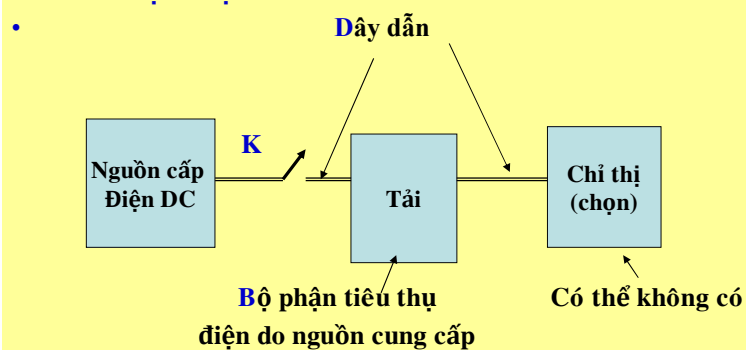 Dây dẫn
K
Nguồn cấp
Điện DC
Tải
Chỉ thị
(chọn)
Bộ phận tiêu thụ
điện do nguồn cung cấp
Có thể không có